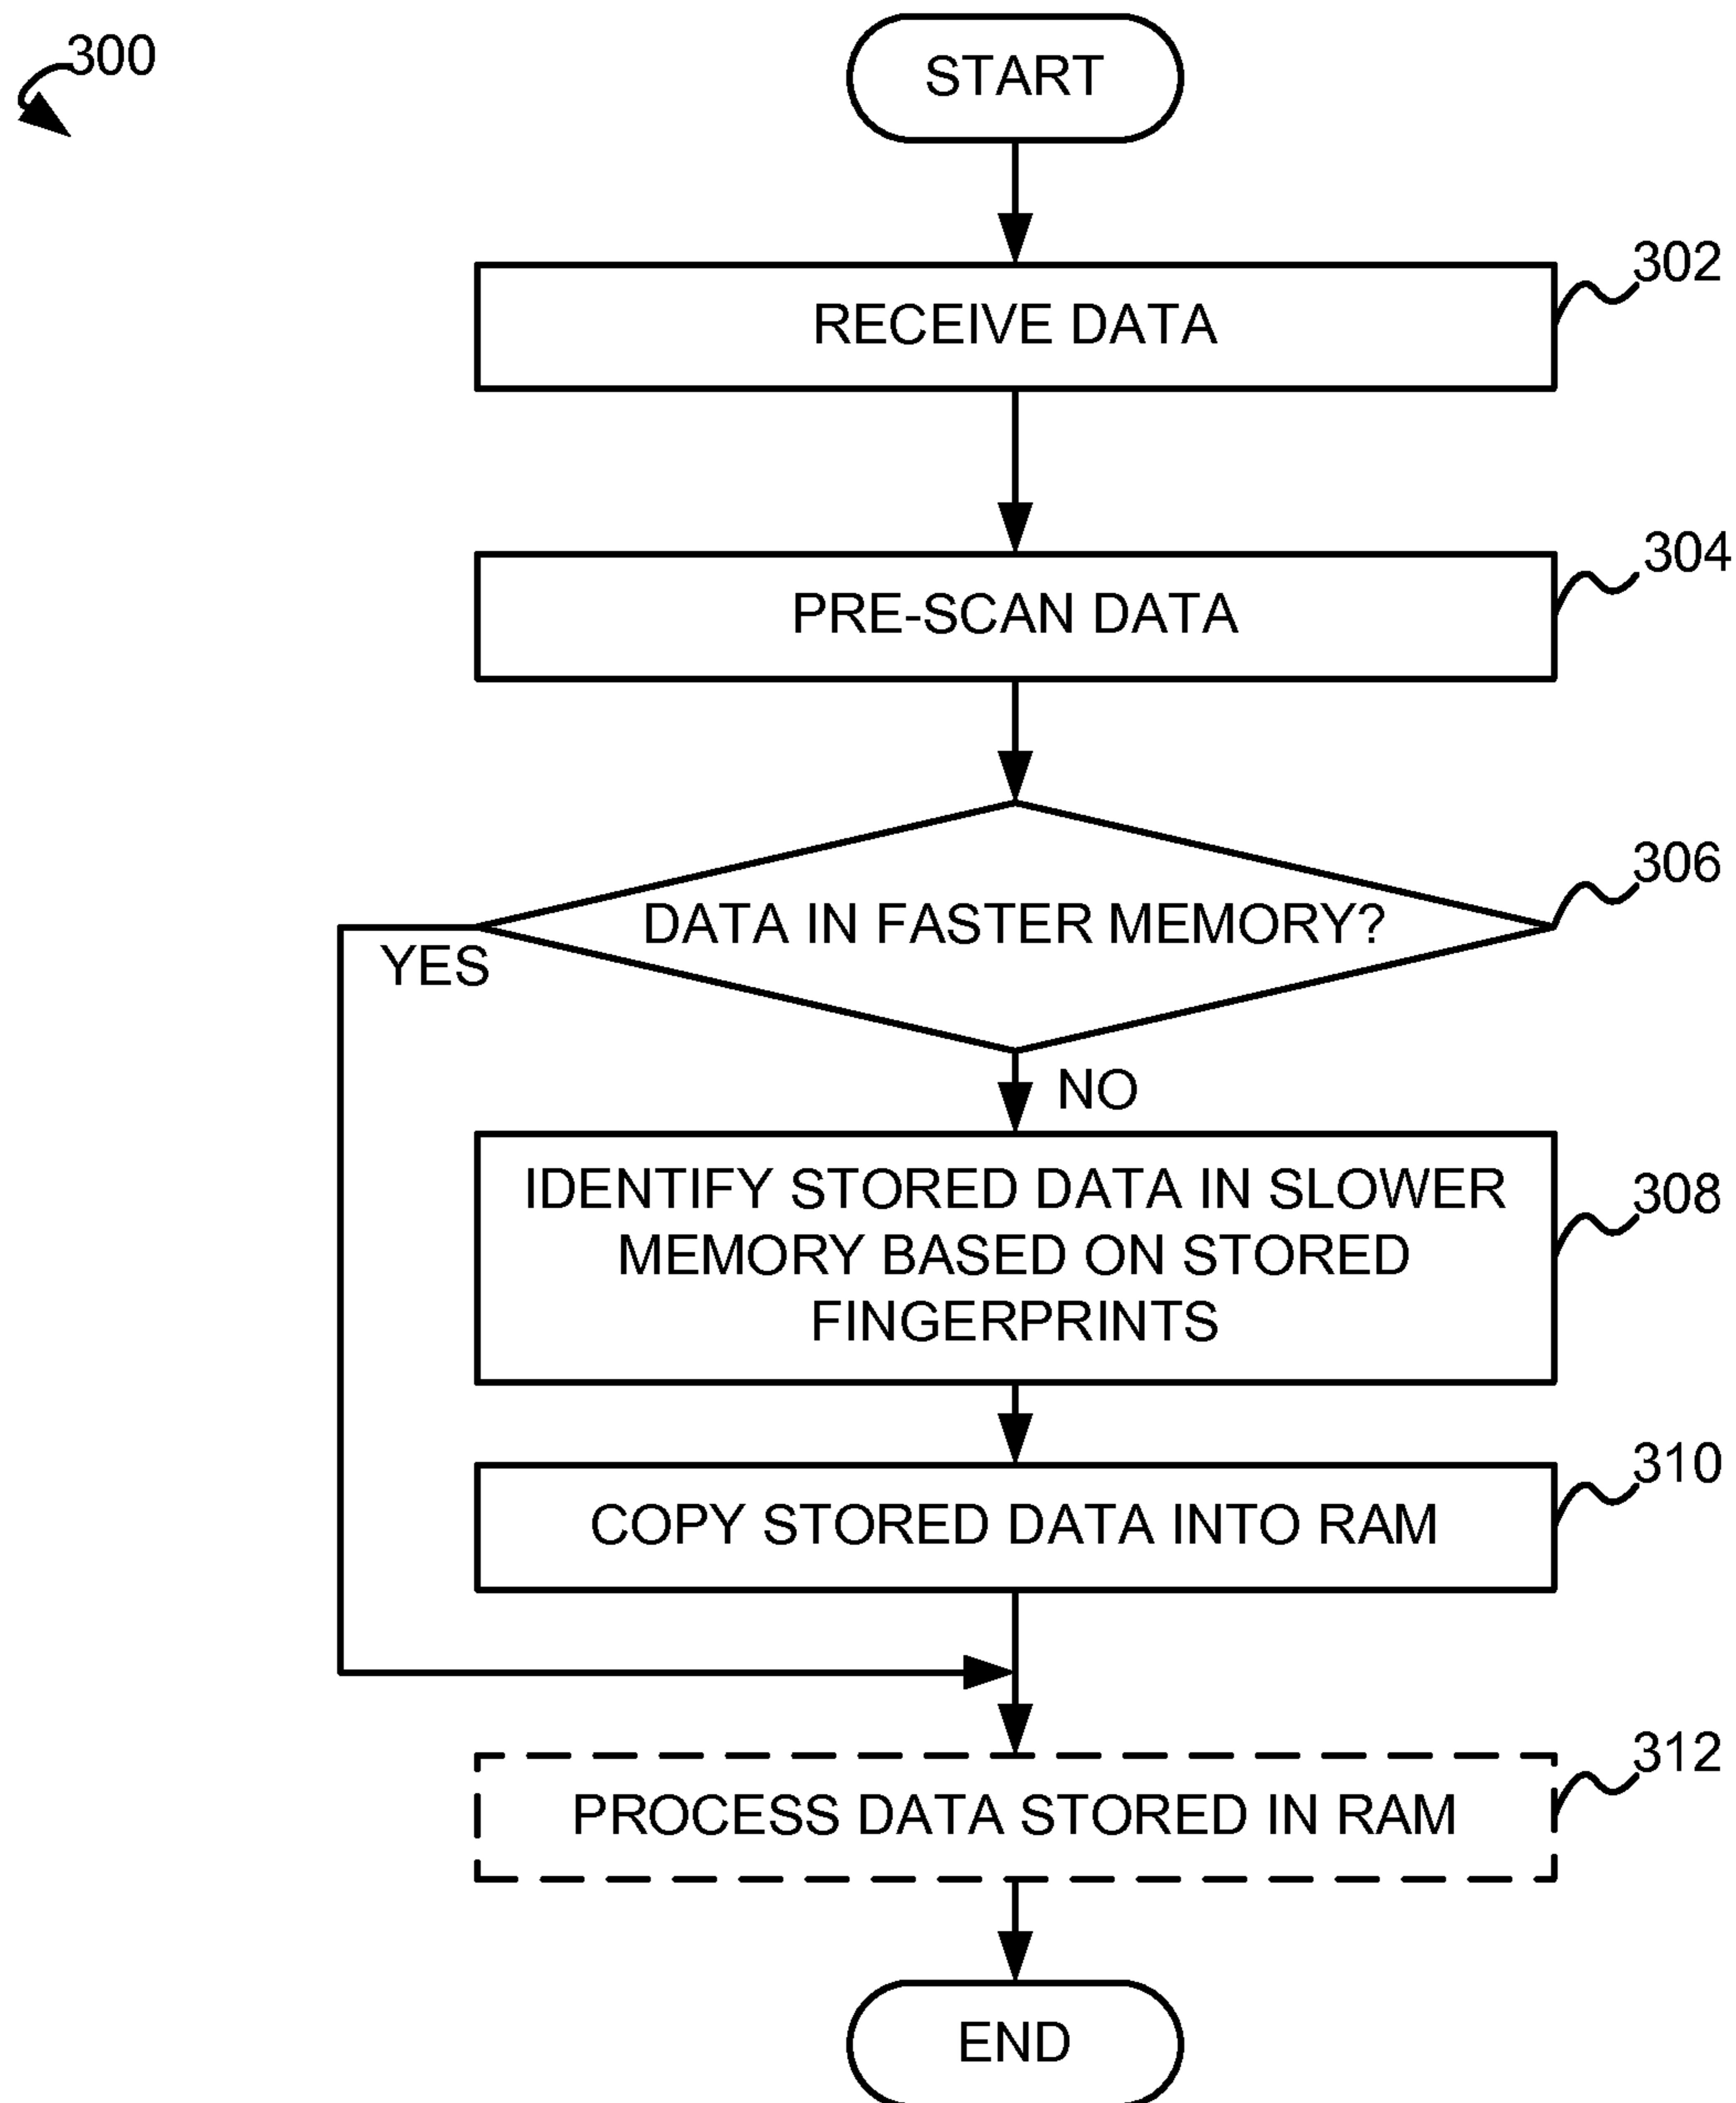 300
START
302
RECEIVE DATA
304
PRE-SCAN DATA
306
DATA IN FASTER MEMORY?
YES
NO
308
IDENTIFY STORED DATA IN SLOWER
MEMORY BASED ON STORED
FINGERPRINTS
310
COPY STORED DATA INTO RAM
312
PROCESS DATA STORED IN RAM
END